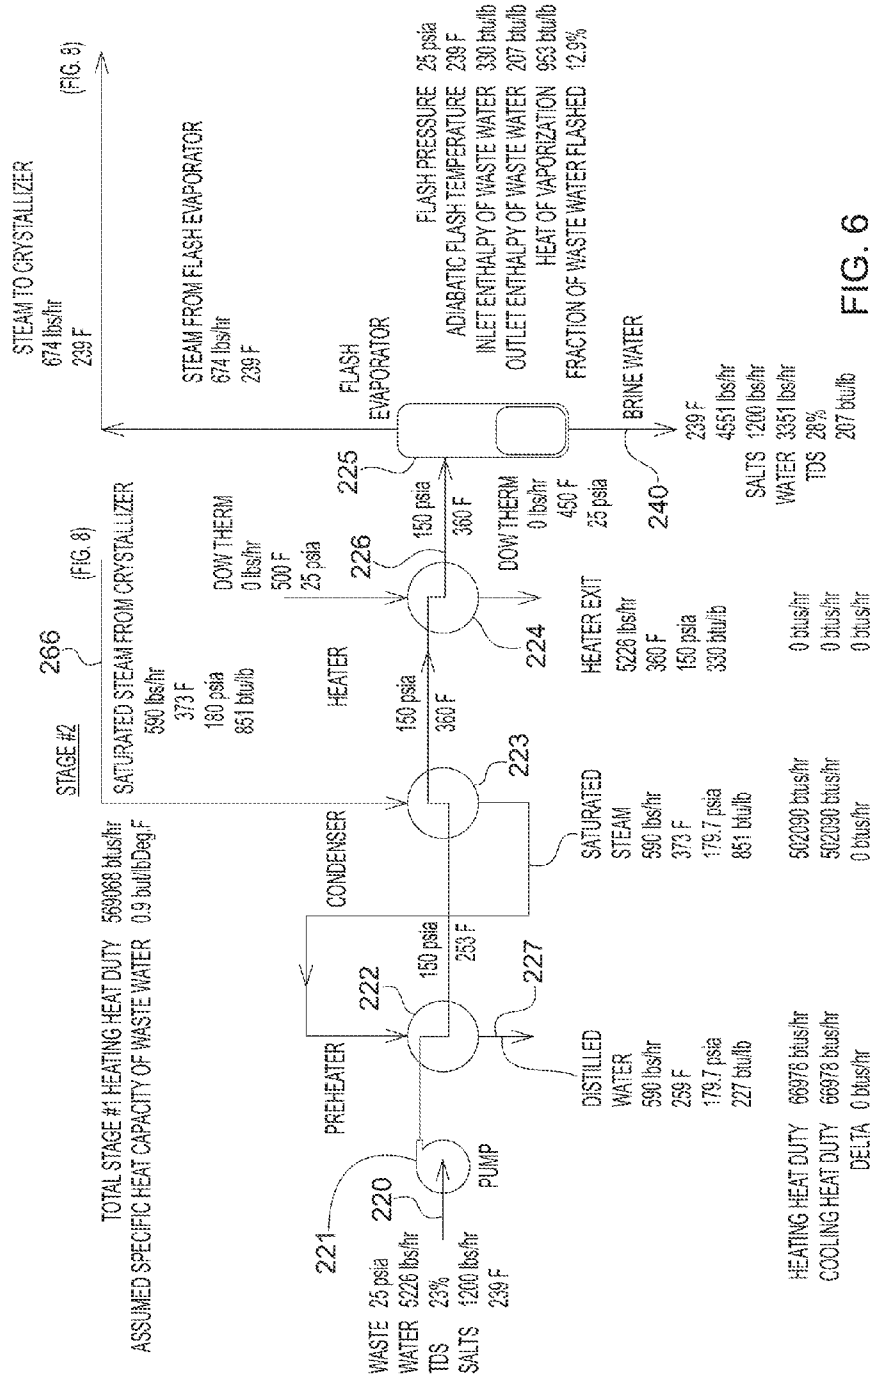 STAGE #2
TOTAL STAGE #1 HEATING HEAT DUTY 569068 btus/hr
ASSUMED SPECIFIC HEAT CAPACITY OF WASTE WATER 0.9 but/lbDeg.F
266
(FIG. 8)
SATURATED STEAM FROM CRYSTALLIZER
590 lbs/hr
373 F
180 psia
851 btu/lb
STEAM TO CRYSTALLIZER
674 lbs/hr
239 F
(FIG. 8)
STEAM FROM FLASH EVAPORATOR
674 lbs/hr
239 F
DOW THERM
0 lbs/hr
500 F
25 psia
PREHEATER
CONDENSER
HEATER
FLASH
EVAPORATOR
221
220
222
223
224
225
226
227
240
WASTE 25 psia
WATER 5226 lbs/hr
TDS 23%
SALTS 1200 lbs/hr
239 F
PUMP
150 psia
253 F
150 psia
360 F
150 psia
360 F
DOW THERM
0 lbs/hr
450 F
25 psia
FLASH PRESSURE 25 psia
ADIABATIC FLASH TEMPERATURE 239 F
INLET ENTHALPY OF WASTE WATER 330 btu/lb
OUTLET ENTHALPY OF WASTE WATER 207 btu/lb
HEAT OF VAPORIZATION 963 btu/lb
FRACTION OF WASTE WATER FLASHED 12.9%
BRINE WATER
239 F
4551 lbs/hr
SALTS 1200 lbs/hr
WATER 3351 lbs/hr
TDS 28%
207 btu/lb
DISTILLED
WATER
590 lbs/hr
259 F
179.7 psia
227 btu/lb
SATURATED
STEAM
590 lbs/hr
373 F
179.7 psia
851 btu/lb
HEATER EXIT
5226 lbs/hr
360 F
150 psia
330 btu/lb
HEATING HEAT DUTY 66978 btus/hr 502090 btus/hr 0 btus/hr
COOLING HEAT DUTY 66978 btus/hr 502090 btus/hr 0 btus/hr
DELTA 0 btus/hr 0 btus/hr 0 btus/hr
FIG. 6